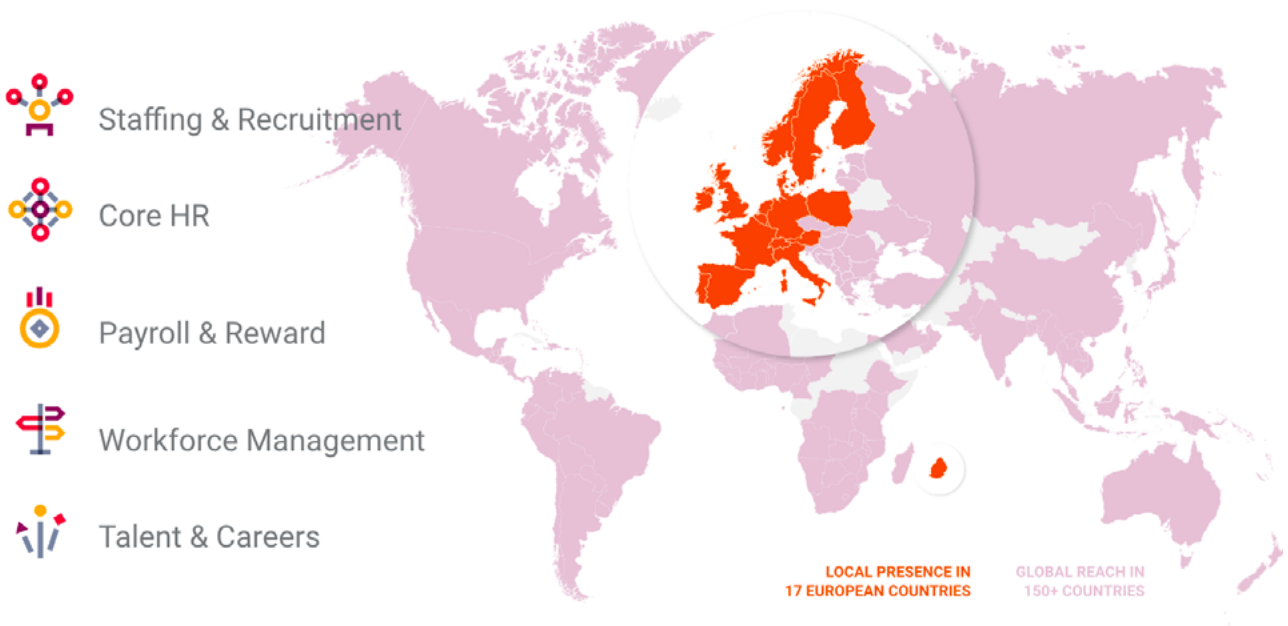 Staffing & Recruitment
Core HR
Payroll & Reward
Workforce Management
Talent & Careers
LOCAL PRESENCE IN
17 EUROPEAN COUNTRIES
GLOBAL REACH IN
150+ COUNTRIES